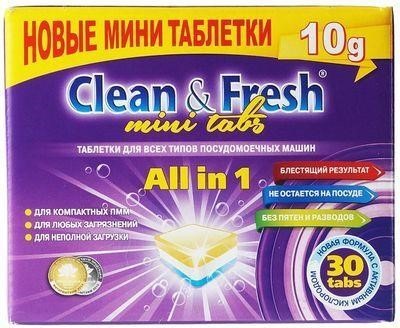 НОВЫЕ МИНИ ТАБЛЕТКИ
10g
Clean & Fresh®
mini tabs
ТАБЛЕТКИ ДЛЯ ВСЕХ ТИПОВ ПОСУДОМОЕЧНЫХ МАШИН
All in 1
БЛЕСТЯЩИЙ РЕЗУЛЬТАТ
НЕ ОСТАЕТСЯ НА ПОСУДЕ
БЕЗ ПЯТЕН И РАЗВОДОВ
• ДЛЯ КОМПАКТНЫХ ПММ
• ДЛЯ ЛЮБЫХ ЗАГРЯЗНЕНИЙ
• ДЛЯ НЕПОЛНОЙ ЗАГРУЗКИ
НОВАЯ ФОРМУЛА С АКТИВНЫМ КИСЛОРОДОМ
30
tabs